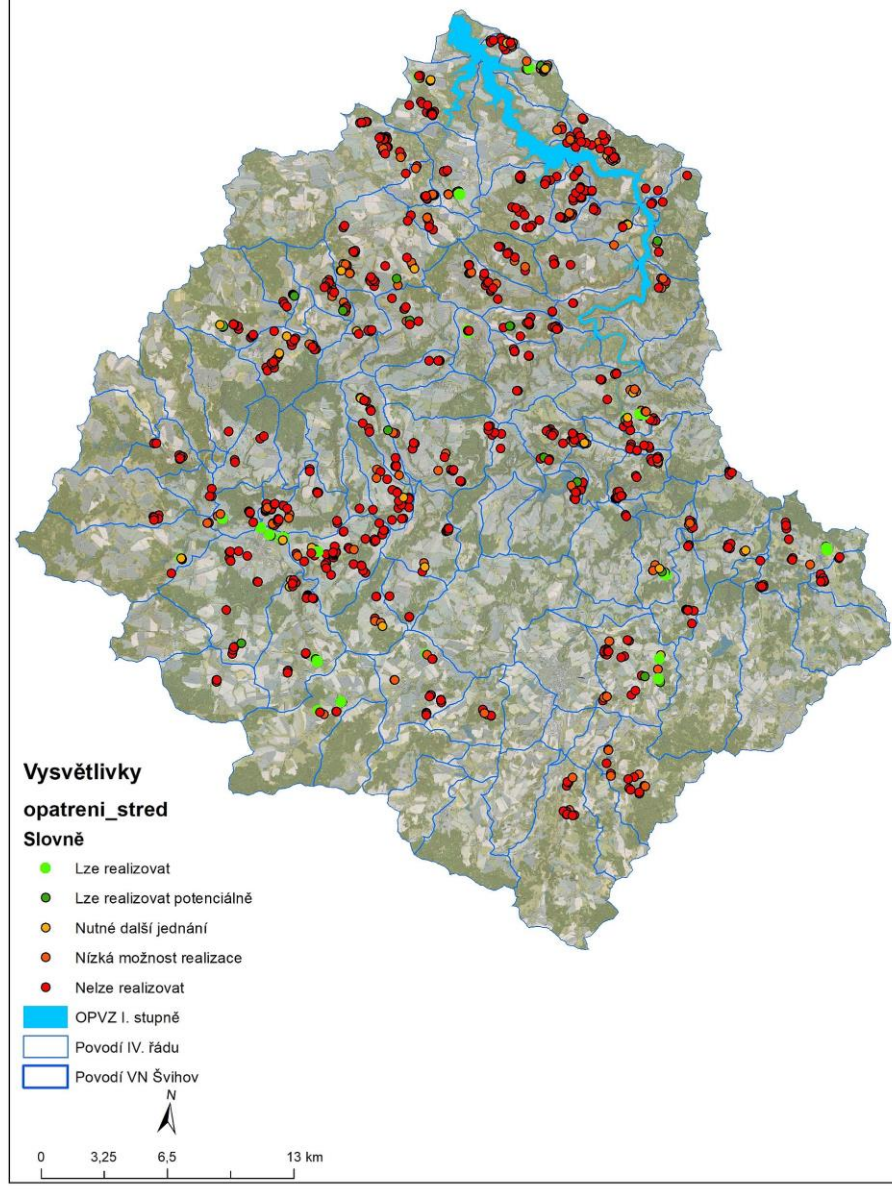 Vysvětlivky
opatreni_stred
Slovně
Lze realizovat
Lze realizovat potenciálně
Nutné další jednání
Nízká možnost realizace
Nelze realizovat
OPVZ I. stupně
Povodí IV. řádu
Povodí VN Švihov
N
0 3,25 6,5 13 km